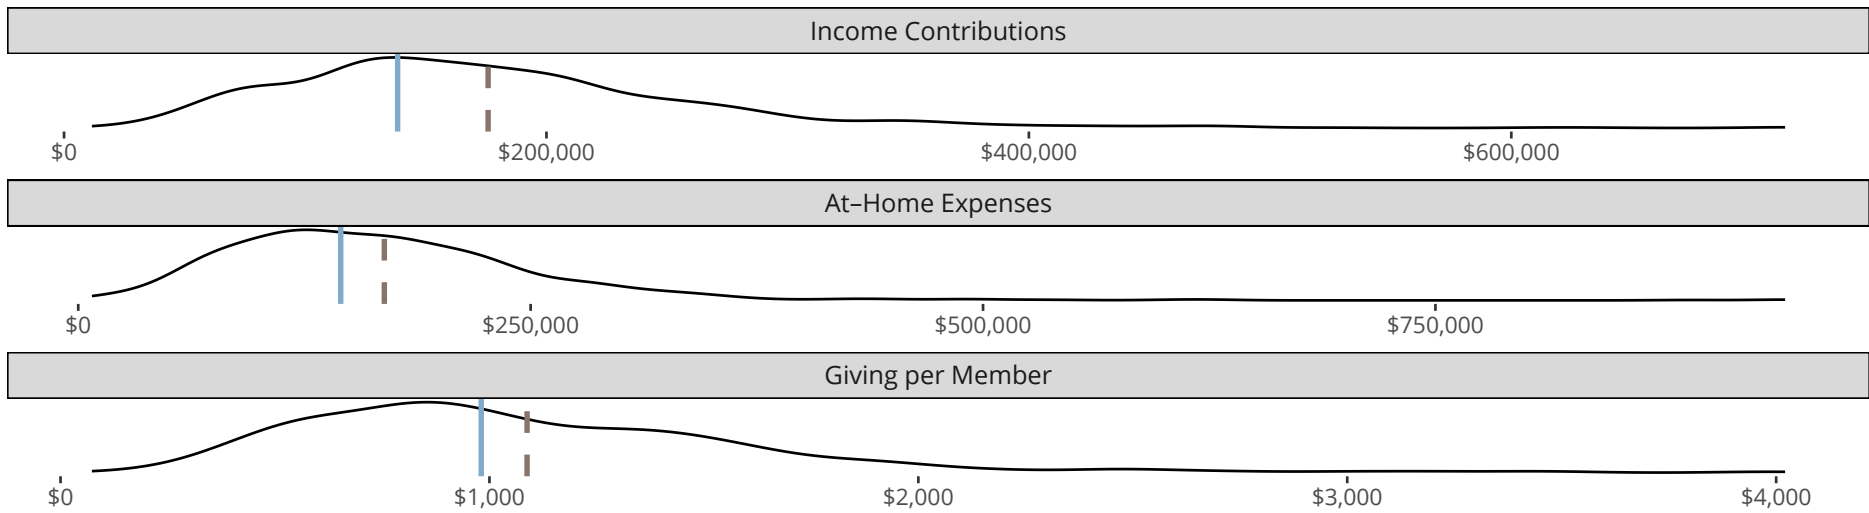 Income Contributions
$0 $200,000 $400,000 $600,000
At–Home Expenses
$0 $250,000 $500,000 $750,000
Giving per Member
$0 $1,000 $2,000 $3,000 $4,000